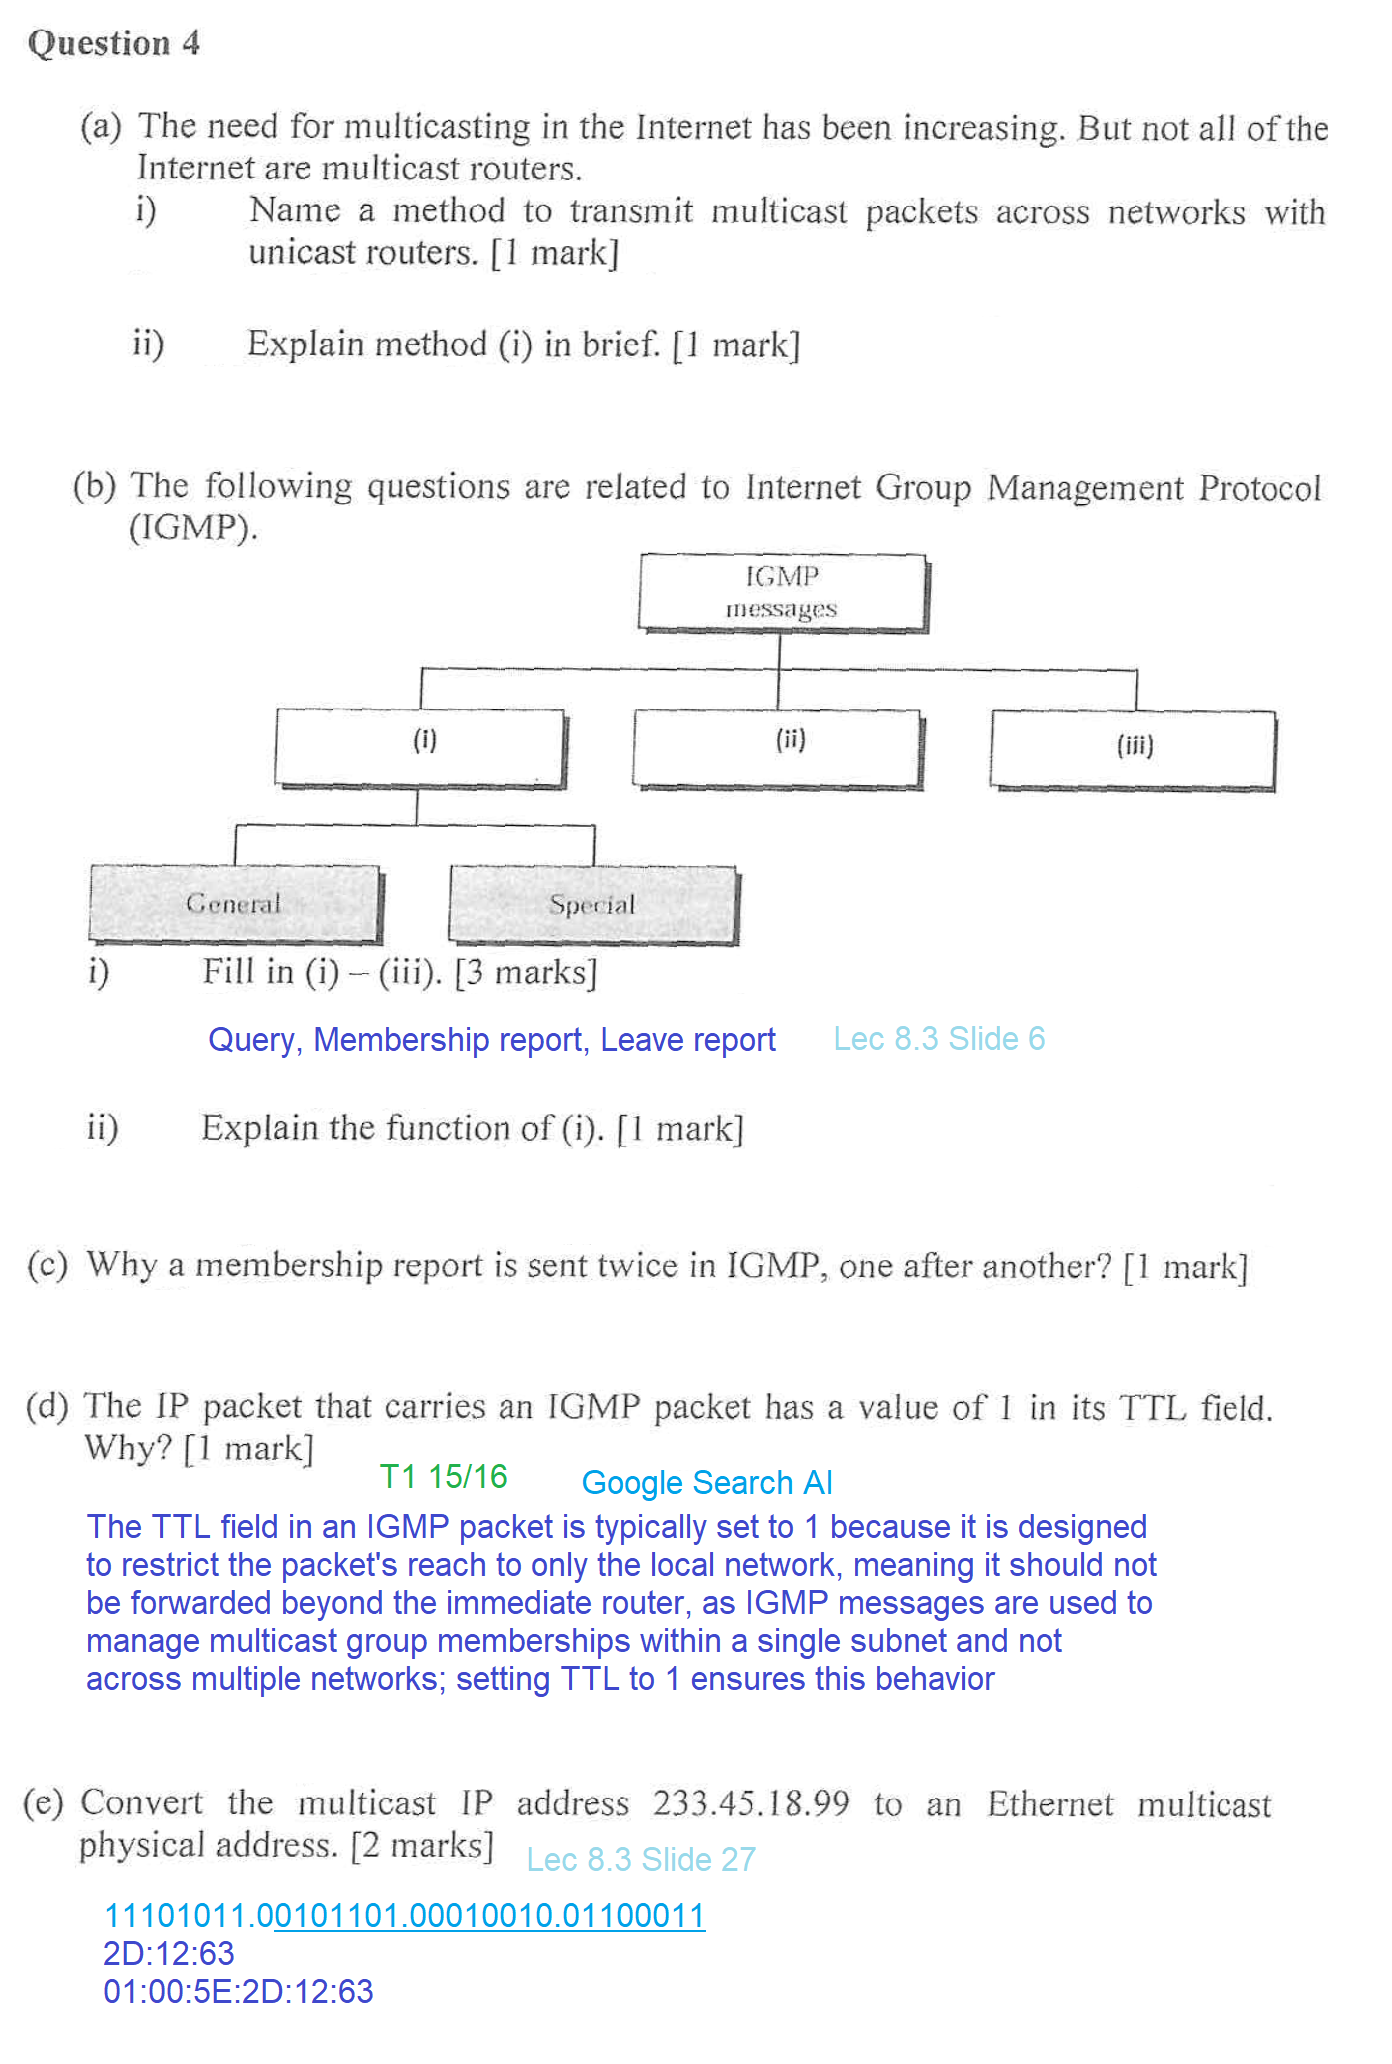 Question 4
(a) The need for multicasting in the Internet has been increasing. But not all of the
Internet are multicast routers.
i) Name a method to transmit multicast packets across networks with
unicast routers. [1 mark]
ii) Explain method (i) in brief. [1 mark]
(b) The following questions are related to Internet Group Management Protocol
(IGMP).
IGMP
messages
(i) (ii) (iii)
General Special
i) Fill in (i) – (iii). [3 marks]
Query, Membership report, Leave report Lec 8.3 Slide 6
ii) Explain the function of (i). [1 mark]
(c) Why a membership report is sent twice in IGMP, one after another? [1 mark]
(d) The IP packet that carries an IGMP packet has a value of 1 in its TTL field.
Why? [1 mark]
T1 15/16 Google Search AI
The TTL field in an IGMP packet is typically set to 1 because it is designed
to restrict the packet's reach to only the local network, meaning it should not
be forwarded beyond the immediate router, as IGMP messages are used to
manage multicast group memberships within a single subnet and not
across multiple networks; setting TTL to 1 ensures this behavior
(e) Convert the multicast IP address 233.45.18.99 to an Ethernet multicast
physical address. [2 marks] Lec 8.3 Slide 27
11101011.00101101.00010010.01100011
2D:12:63
01:00:5E:2D:12:63